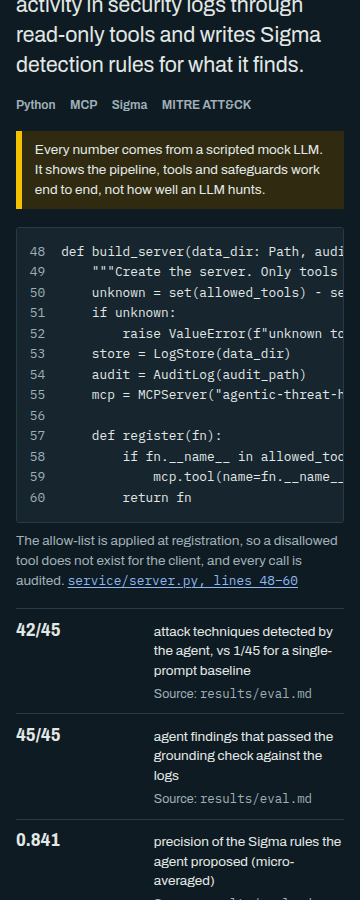 activity in security logs through
read-only tools and writes Sigma
detection rules for what it finds.
Python MCP Sigma MITRE ATT&CK
Every number comes from a scripted mock LLM.
It shows the pipeline, tools and safeguards work
end to end, not how well an LLM hunts.
48 def build_server(data_dir: Path, audi
49 """Create the server. Only tools
50 unknown = set(allowed_tools) - se
51 if unknown:
52 raise ValueError(f"unknown to
53 store = LogStore(data_dir)
54 audit = AuditLog(audit_path)
55 mcp = MCPServer("agentic-threat-h
56
57 def register(fn):
58 if fn.__name__ in allowed_too
59 mcp.tool(name=fn.__name__
60 return fn
The allow-list is applied at registration, so a disallowed
tool does not exist for the client, and every call is
audited. service/server.py, lines 48–60
42/45
attack techniques detected by
the agent, vs 1/45 for a single-
prompt baseline
Source: results/eval.md
45/45
agent findings that passed the
grounding check against the
logs
Source: results/eval.md
0.841
precision of the Sigma rules the
agent proposed (micro-
averaged)